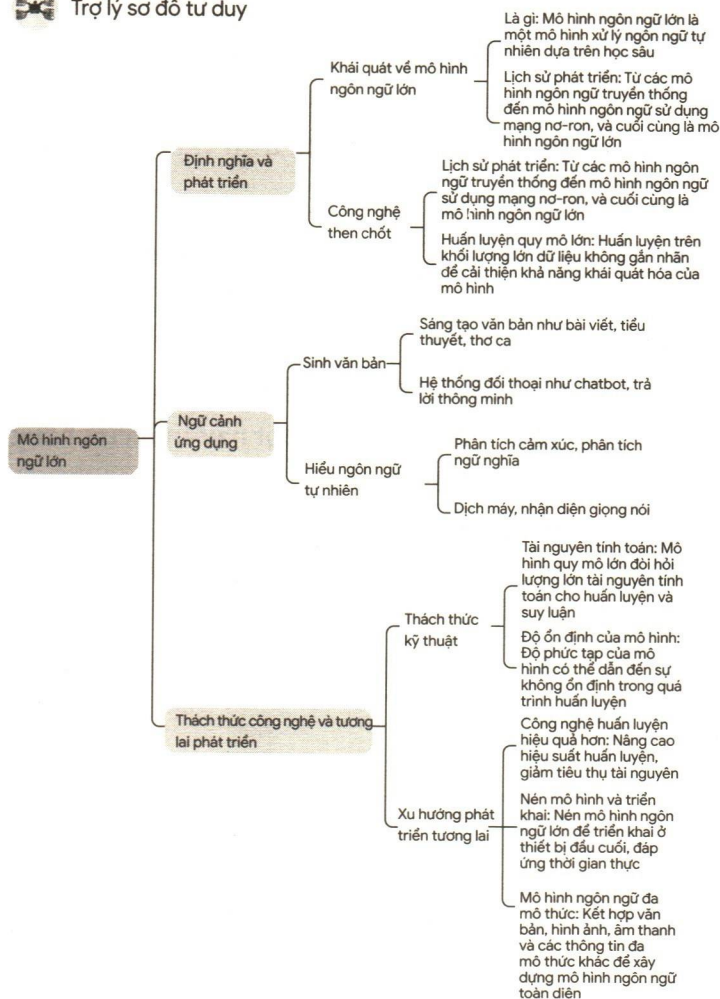 Trợ lý sơ đồ tư duy
Mô hình ngôn
ngữ lớn
Định nghĩa và
phát triển
Khái quát về mô hình
ngôn ngữ lớn
Là gì: Mô hình ngôn ngữ lớn là
một mô hình xử lý ngôn ngữ tự
nhiên dựa trên học sâu
Lịch sử phát triển: Từ các mô
hình ngôn ngữ truyền thống
đến mô hình ngôn ngữ sử dụng
mạng nơ-ron, và cuối cùng là mô
hình ngôn ngữ lớn
Công nghệ
then chốt
Lịch sử phát triển: Từ các mô hình ngôn
ngữ truyền thống đến mô hình ngôn ngữ
sử dụng mạng nơ-ron, và cuối cùng là
mô hình ngôn ngữ lớn
Huấn luyện quy mô lớn: Huấn luyện trên
khối lượng lớn dữ liệu không gắn nhãn
để cải thiện khả năng khái quát hóa của
mô hình
Ngữ cảnh
ứng dụng
Sinh văn bản
Sáng tạo văn bản như bài viết, tiểu
thuyết, thơ ca
Hệ thống đối thoại như chatbot, trả
lời thông minh
Hiểu ngôn ngữ
tự nhiên
Phân tích cảm xúc, phân tích
ngữ nghĩa
Dịch máy, nhận diện giọng nói
Thách thức công nghệ và tương
lai phát triển
Thách thức
kỹ thuật
Tài nguyên tính toán: Mô
hình quy mô lớn đòi hỏi
lượng lớn tài nguyên tính
toán cho huấn luyện và
suy luận
Độ ổn định của mô hình:
Độ phức tạp của mô
hình có thể dẫn đến sự
không ổn định trong quá
trình huấn luyện
Xu hướng phát
triển tương lai
Công nghệ huấn luyện
hiệu quả hơn: Nâng cao
hiệu suất huấn luyện,
giảm tiêu thụ tài nguyên
Nén mô hình và triển
khai: Nén mô hình ngôn
ngữ lớn để triển khai ở
thiết bị đầu cuối, đáp
ứng thời gian thực
Mô hình ngôn ngữ đa
mô thức: Kết hợp văn
bản, hình ảnh, âm thanh
và các thông tin đa
mô thức khác để xây
dựng mô hình ngôn ngữ
toàn diện